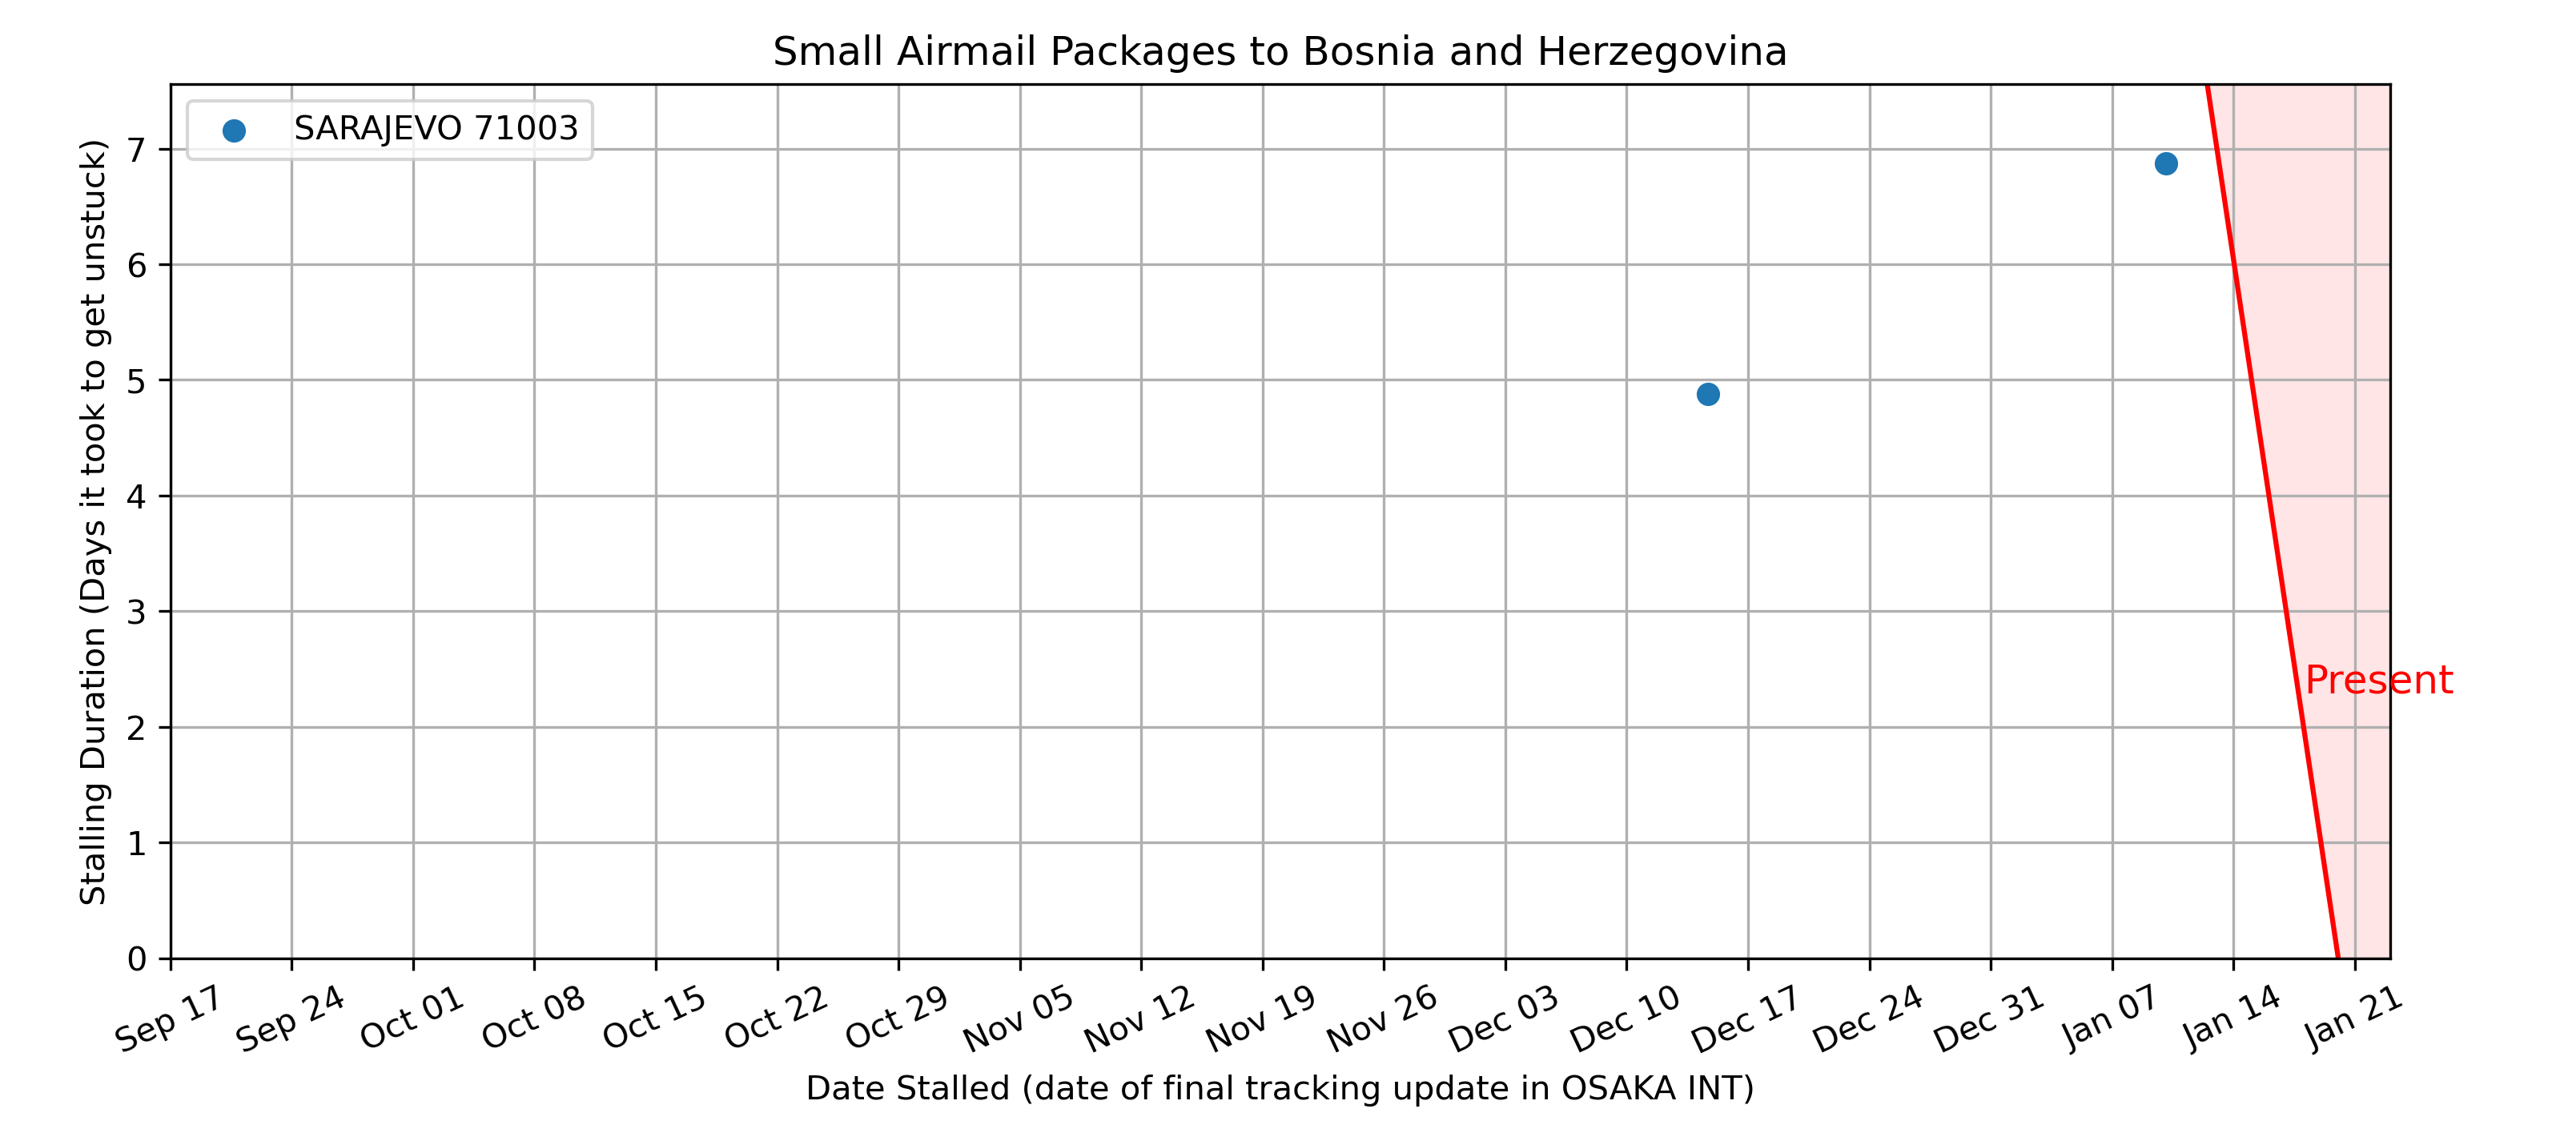 Small Airmail Packages to Bosnia and Herzegovina
SARAJEVO 71003
Stalling Duration (Days it took to get unstuck)
7
6
5
4
3
2
1
0
Present
Sep 17
Sep 24
Oct 01
Oct 08
Oct 15
Oct 22
Oct 29
Nov 05
Nov 12
Nov 19
Nov 26
Dec 03
Dec 10
Dec 17
Dec 24
Dec 31
Jan 07
Jan 14
Jan 21
Date Stalled (date of final tracking update in OSAKA INT)